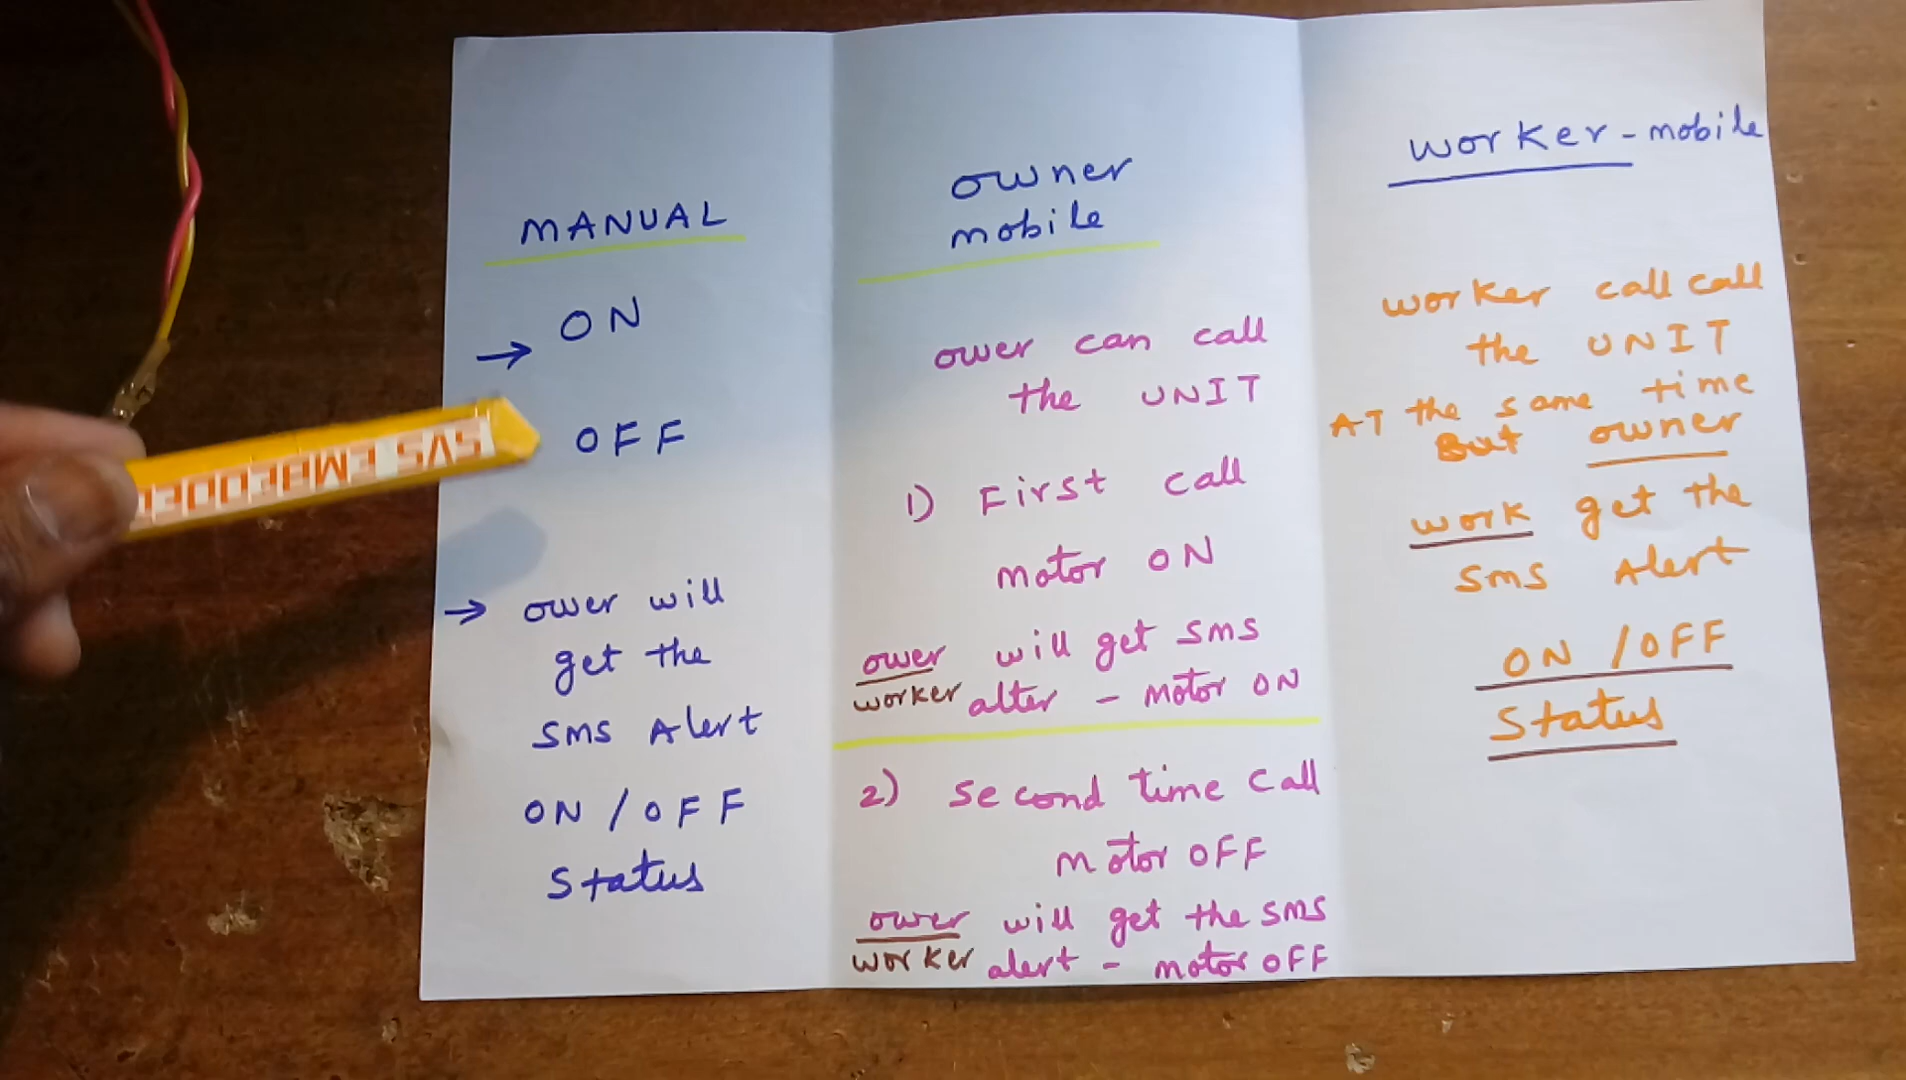 MANUAL
ON
→
OFF
→ ower will
get the
SMS Alert
ON / OFF
Status
owner
mobile
ower can call
the UNIT
1) First call
motor ON
ower will get SMS
worker alter - motor ON
2) second time call
motor OFF
ower will get the SMS
worker alert - motor OFF
worker - mobile
worker call call
the UNIT
AT the same time
But owner
work get the
SMS Alert
ON / OFF
Status
SVS EMBEDDED